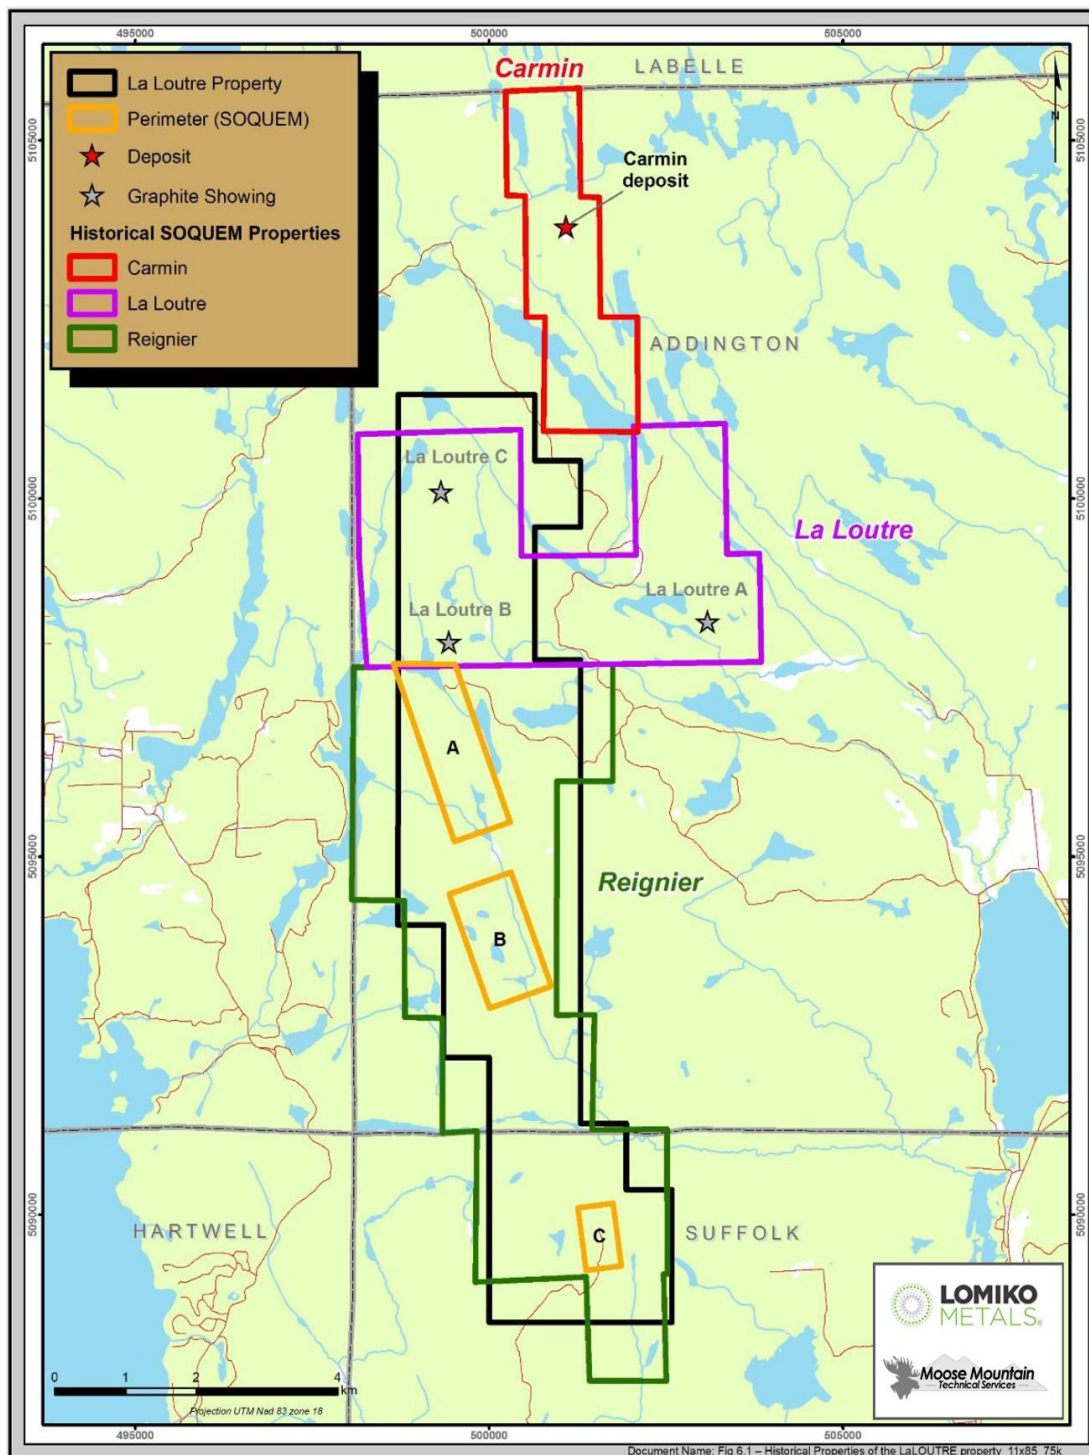 495000
500000
505000
La Loutre Property
Perimeter (SOQUEM)
Deposit
Graphite Showing
Historical SOQUEM Properties
Carmin
La Loutre
Reignier
Carmin
LABELLE
N
5105000
5105000
Carmin
deposit
ADDINGTON
La Loutre C
5100000
5100000
La Loutre
La Loutre A
La Loutre B
A
5095000
5095000
Reignier
B
5090000
5090000
HARTWELL
C
SUFFOLK
LOMIKO
METALS
Moose Mountain
Technical Services
0 1 2 4
km
Projection UTM Nad 83 zone 18
495000
500000
505000
Document Name: Fig 6.1 – Historical Properties of the LaLOUTRE property_11x85_75k